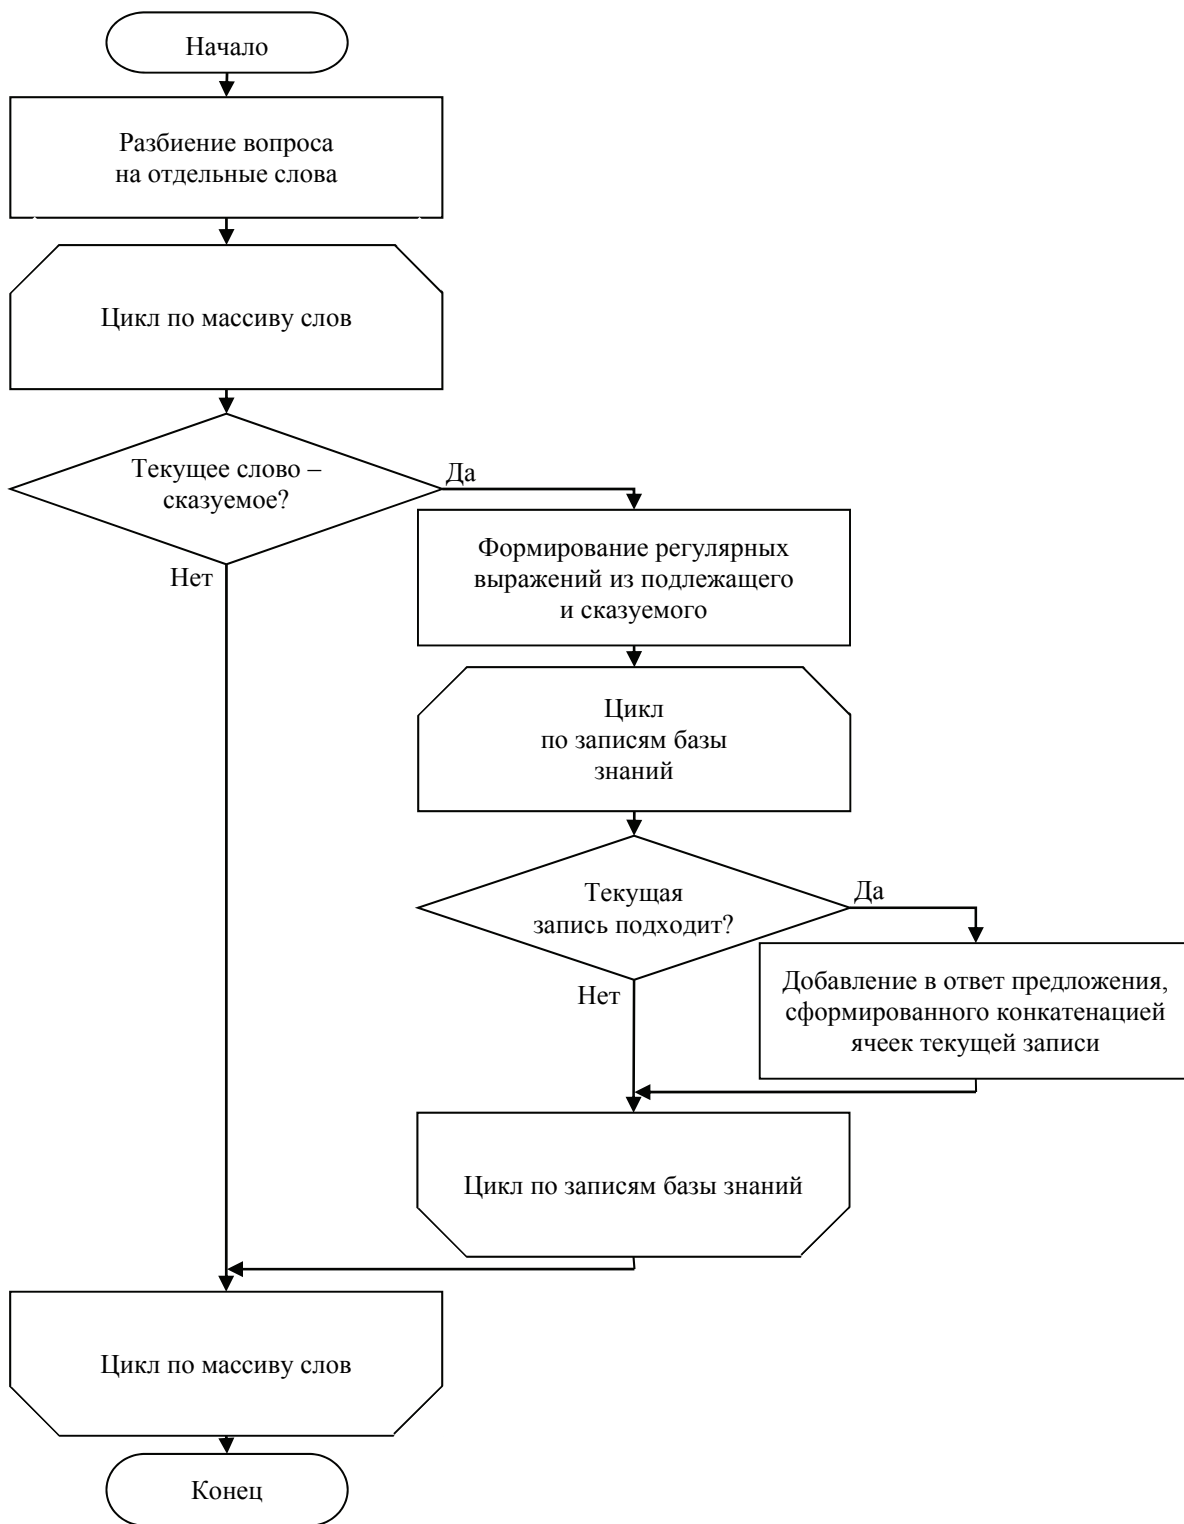 Начало
Разбиение вопроса
на отдельные слова
Цикл по массиву слов
Текущее слово –
сказуемое?
Да
Нет
Формирование регулярных
выражений из подлежащего
и сказуемого
Цикл
по записям базы
знаний
Текущая
запись подходит?
Да
Нет
Добавление в ответ предложения,
сформированного конкатенацией
ячеек текущей записи
Цикл по записям базы знаний
Цикл по массиву слов
Конец